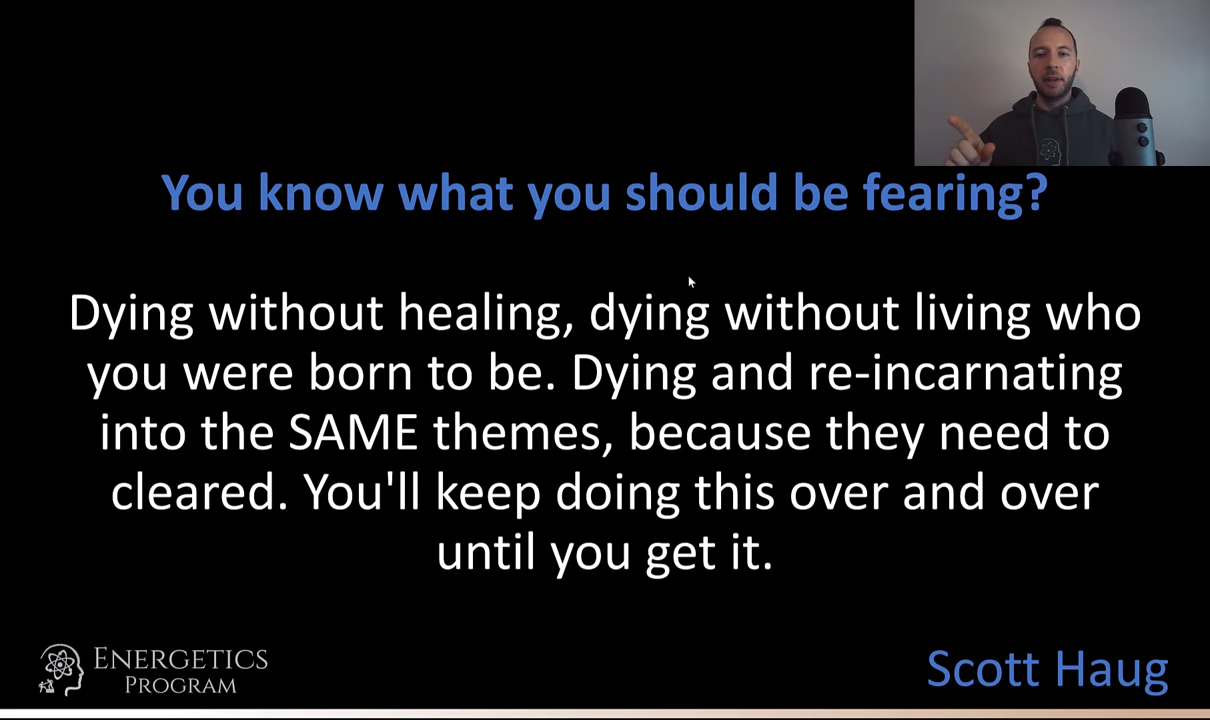 You know what you should be fearing?
Dying without healing, dying without living who
you were born to be. Dying and re-incarnating
into the SAME themes, because they need to
cleared. You'll keep doing this over and over
until you get it.
ENERGETICS
PROGRAM
Scott Haug